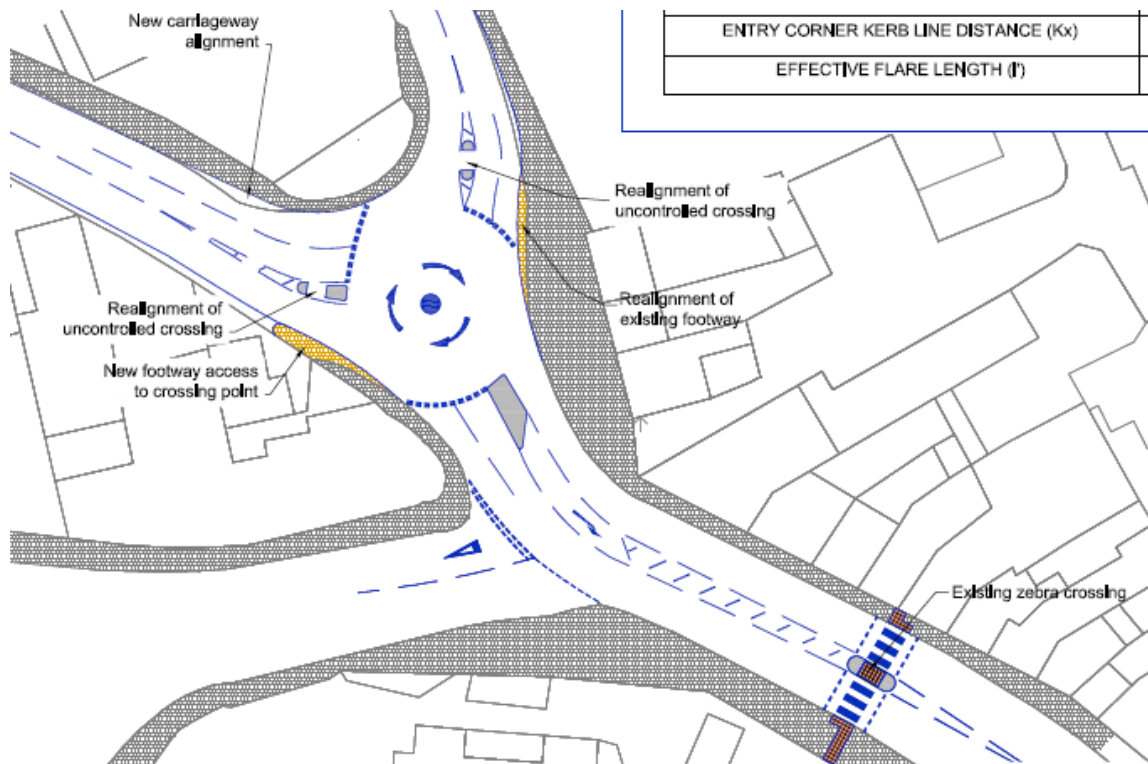 New carriageway
alignment
ENTRY CORNER KERB LINE DISTANCE (Kx)
EFFECTIVE FLARE LENGTH (l')
Realignment of
uncontrolled crossing
Realignment of
existing footway
Realignment of
uncontrolled crossing
New footway access
to crossing point
Existing zebra crossing